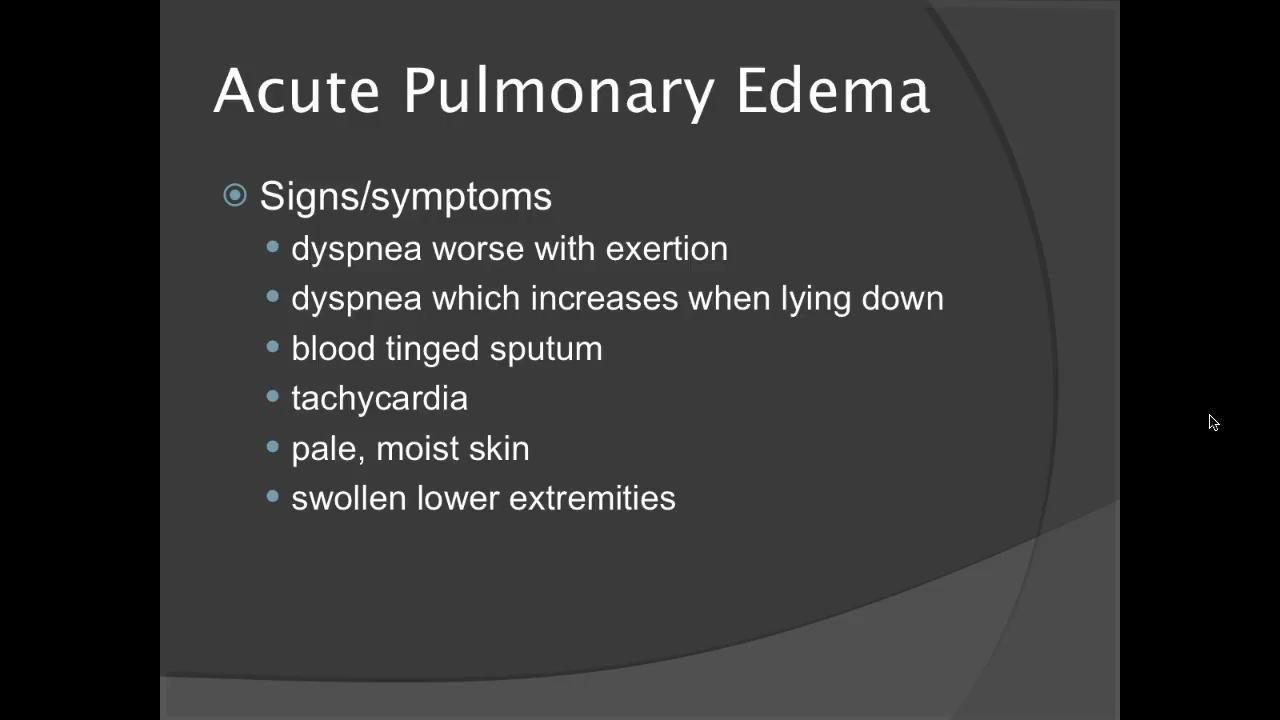 Acute Pulmonary Edema
Signs/symptoms
dyspnea worse with exertion
dyspnea which increases when lying down
blood tinged sputum
tachycardia
pale, moist skin
swollen lower extremities